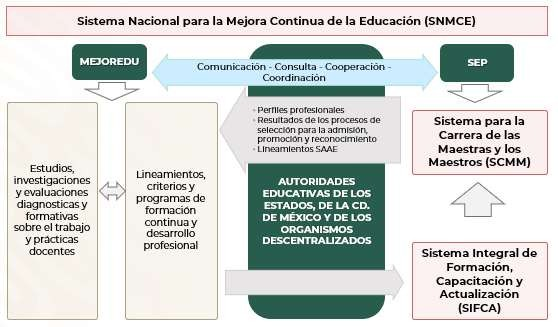 Sistema Nacional para la Mejora Continua de la Educación (SNMCE)
MEJOREDU
Comunicación - Consulta - Cooperación -
Coordinación
SEP
• Perfiles profesionales
• Resultados de los procesos de
selección para la admisión,
promoción y reconocimiento
• Lineamientos SAAE
Estudios,
investigaciones
y evaluaciones
diagnosticas y
formativas
sobre el trabajo
y prácticas
docentes
Lineamientos,
criterios y
programas de
formación
continua y
desarrollo
profesional
AUTORIDADES
EDUCATIVAS DE LOS
ESTADOS, DE LA CD.
DE MÉXICO Y DE LOS
ORGANISMOS
DESCENTRALIZADOS
Sistema para la
Carrera de las
Maestras y los
Maestros (SCMM)
Sistema Integral de
Formación,
Capacitación y
Actualización
(SIFCA)